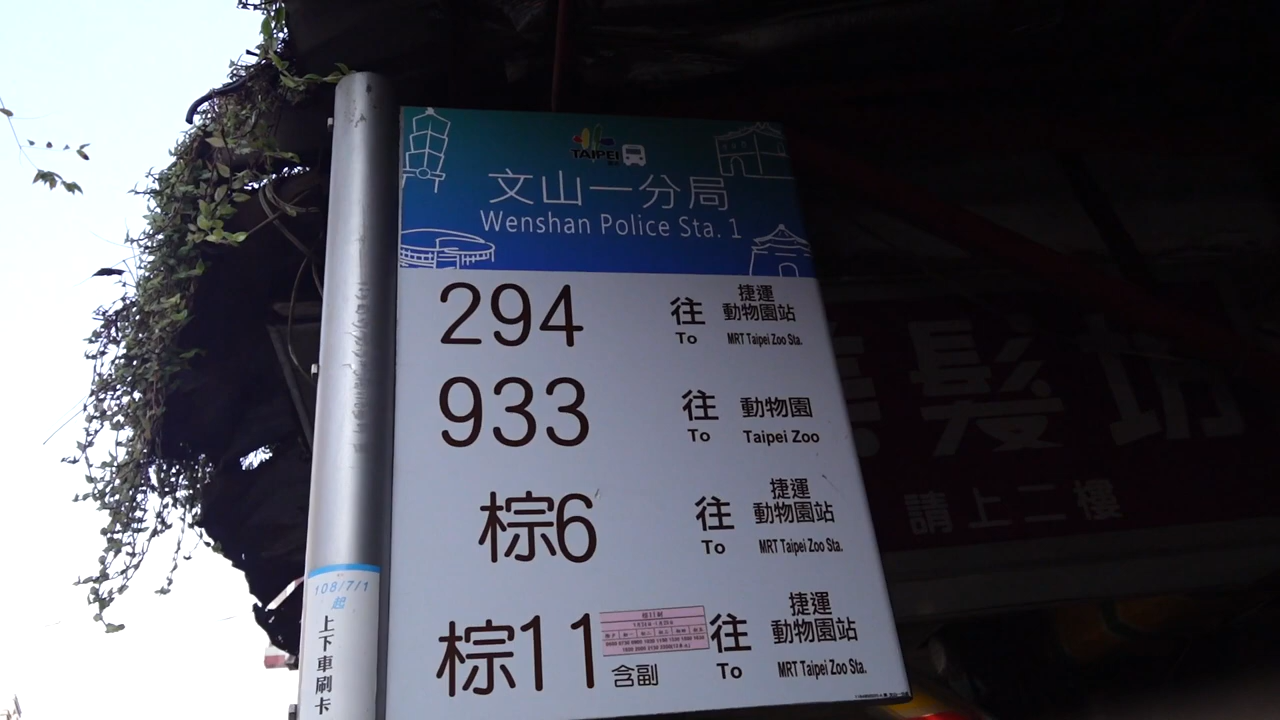 TAIPEI
文山一分局
Wenshan Police Sta. 1
294 往 捷運
動物園站
To MRT Taipei Zoo Sta.
933 往 動物園
To Taipei Zoo
棕6 往 捷運
動物園站
To MRT Taipei Zoo Sta.
棕11 含副 往 捷運
動物園站
To MRT Taipei Zoo Sta.
108/7/1
起
上下車刷卡
髮坊
請上二樓